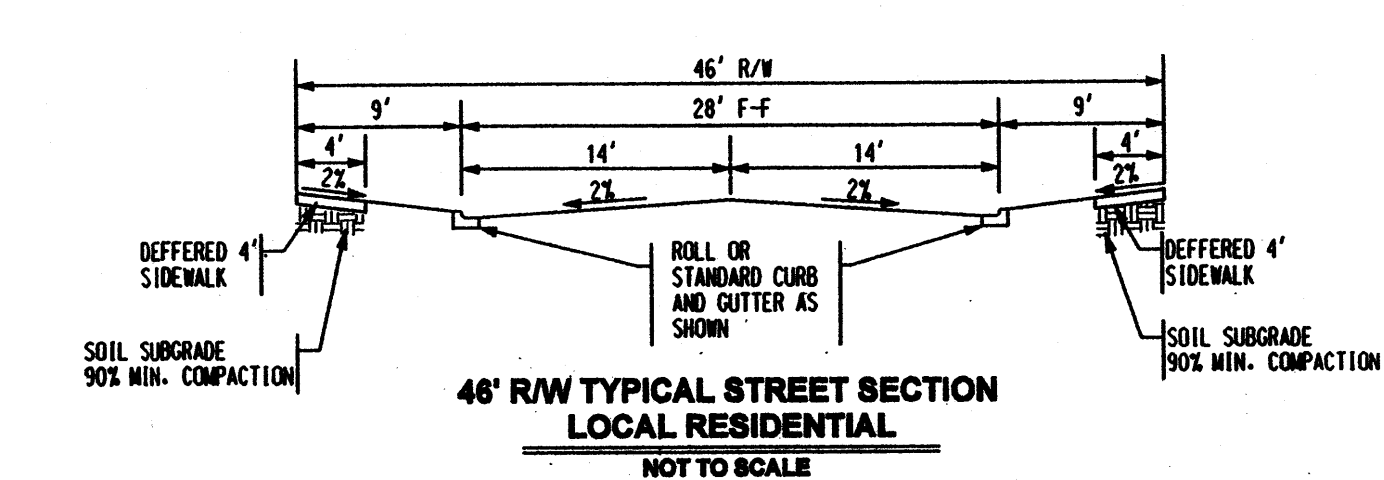 46' R/W
9'
28' F-F
9'
4'
14'
14'
4'
2%
2%
2%
2%
DEFFERED 4'
SIDEWALK
ROLL OR
STANDARD CURB
AND GUTTER AS
SHOWN
DEFFERED 4'
SIDEWALK
SOIL SUBGRADE
90% MIN. COMPACTION
SOIL SUBGRADE
90% MIN. COMPACTION
46' R/W TYPICAL STREET SECTION
LOCAL RESIDENTIAL
NOT TO SCALE